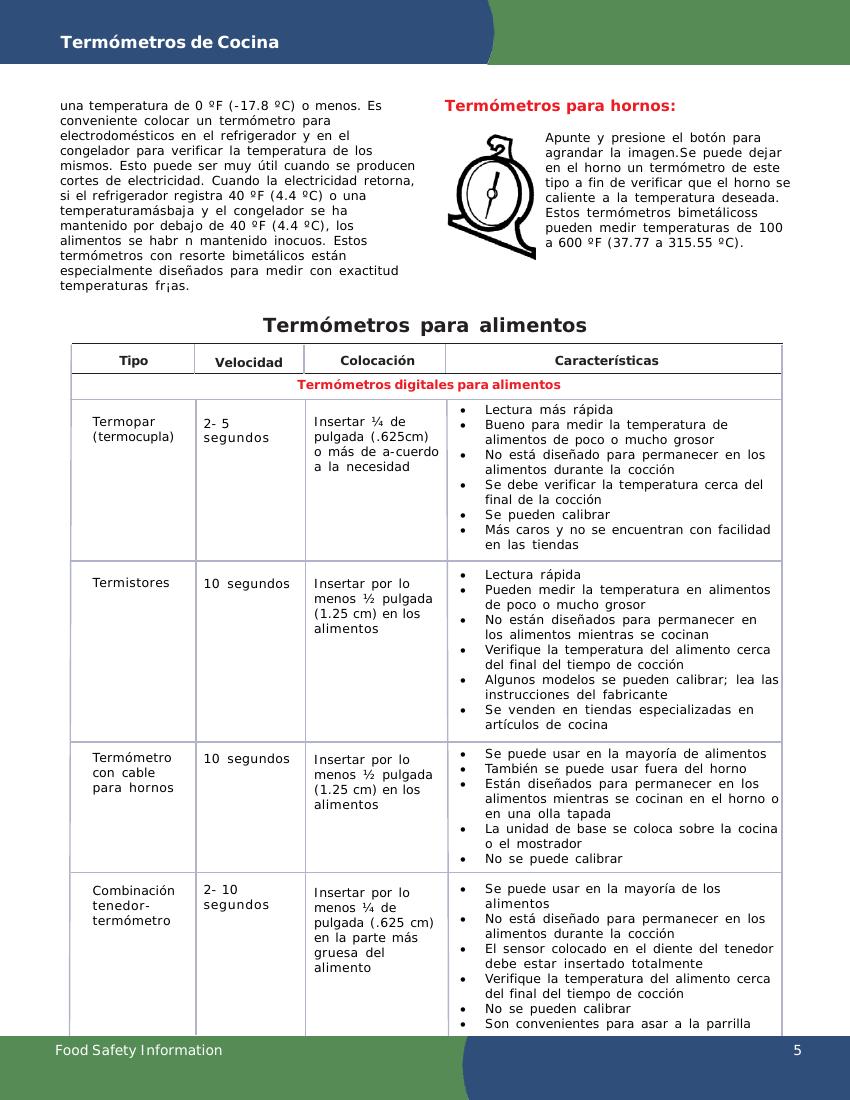 Termómetros de Cocina
una temperatura de 0 ºF (-17.8 ºC) o menos. Es
conveniente colocar un termómetro para
electrodomésticos en el refrigerador y en el
congelador para verificar la temperatura de los
mismos. Esto puede ser muy útil cuando se producen
cortes de electricidad. Cuando la electricidad retorna,
si el refrigerador registra 40 ºF (4.4 ºC) o una
temperaturamásbaja y el congelador se ha
mantenido por debajo de 40 ºF (4.4 ºC), los
alimentos se habr n mantenido inocuos. Estos
termómetros con resorte bimetálicos están
especialmente diseñados para medir con exactitud
temperaturas fr¡as.
Termómetros para hornos:
Apunte y presione el botón para
agrandar la imagen.Se puede dejar
en el horno un termómetro de este
tipo a fin de verificar que el horno se
caliente a la temperatura deseada.
Estos termómetros bimetálicoss
pueden medir temperaturas de 100
a 600 ºF (37.77 a 315.55 ºC).
Termómetros para alimentos
Tipo
Velocidad
Colocación
Características
Termómetros digitales para alimentos
Termopar
(termocupla)
2- 5
segundos
Insertar ¼ de
pulgada (.625cm)
o más de a-cuerdo
a la necesidad
• Lectura más rápida
• Bueno para medir la temperatura de
alimentos de poco o mucho grosor
• No está diseñado para permanecer en los
alimentos durante la cocción
• Se debe verificar la temperatura cerca del
final de la cocción
• Se pueden calibrar
• Más caros y no se encuentran con facilidad
en las tiendas
Termistores
10 segundos
Insertar por lo
menos ½ pulgada
(1.25 cm) en los
alimentos
• Lectura rápida
• Pueden medir la temperatura en alimentos
de poco o mucho grosor
• No están diseñados para permanecer en
los alimentos mientras se cocinan
• Verifique la temperatura del alimento cerca
del final del tiempo de cocción
• Algunos modelos se pueden calibrar; lea las
instrucciones del fabricante
• Se venden en tiendas especializadas en
artículos de cocina
Termómetro
con cable
para hornos
10 segundos
Insertar por lo
menos ½ pulgada
(1.25 cm) en los
alimentos
• Se puede usar en la mayoría de alimentos
• También se puede usar fuera del horno
• Están diseñados para permanecer en los
alimentos mientras se cocinan en el horno o
en una olla tapada
• La unidad de base se coloca sobre la cocina
o el mostrador
• No se puede calibrar
Combinación
tenedor-
termómetro
2- 10
segundos
Insertar por lo
menos ¼ de
pulgada (.625 cm)
en la parte más
gruesa del
alimento
• Se puede usar en la mayoría de los
alimentos
• No está diseñado para permanecer en los
alimentos durante la cocción
• El sensor colocado en el diente del tenedor
debe estar insertado totalmente
• Verifique la temperatura del alimento cerca
del final del tiempo de cocción
• No se pueden calibrar
• Son convenientes para asar a la parrilla
Food Safety Information
5